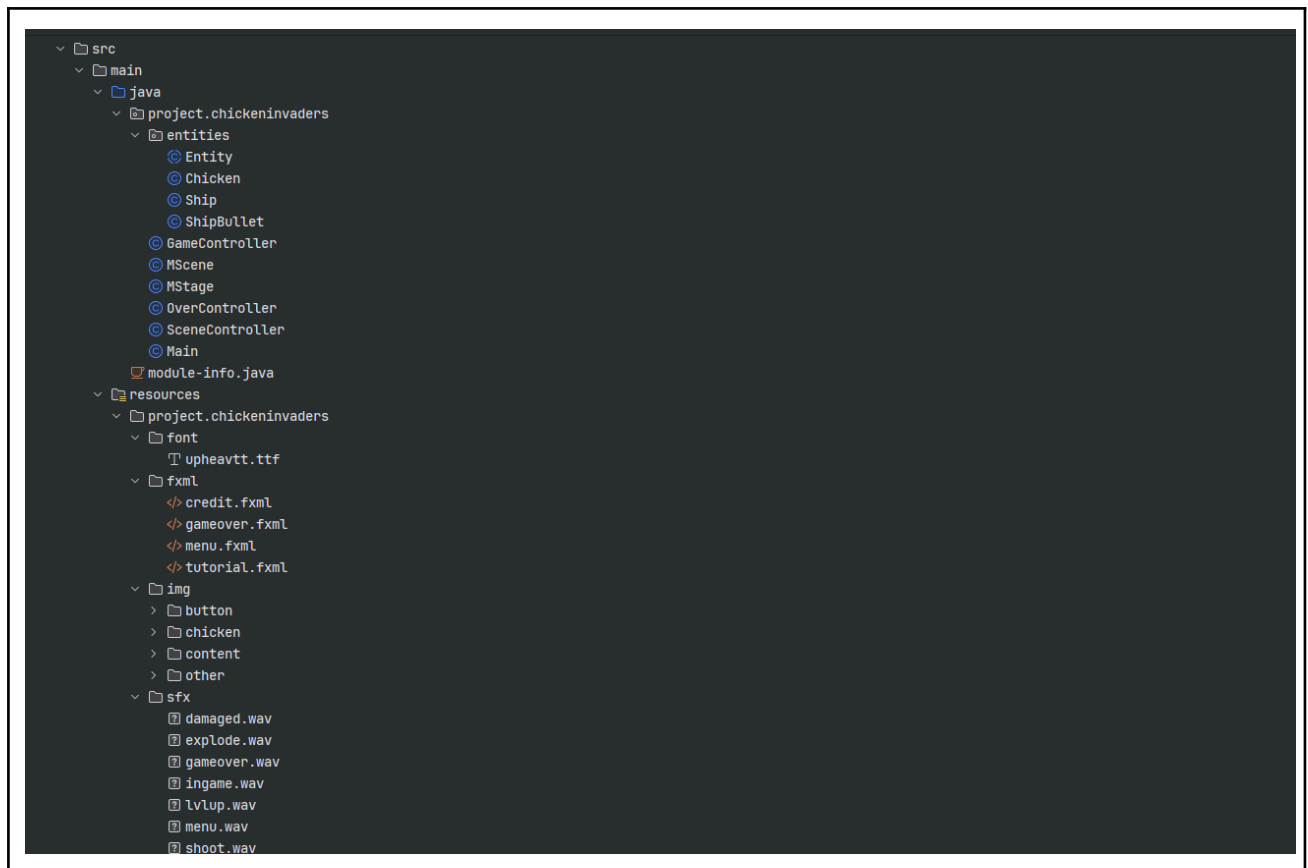 src
main
java
project.chickeninvaders
entities
Entity
Chicken
Ship
ShipBullet
GameController
MScene
MStage
OverController
SceneController
Main
module-info.java
resources
project.chickeninvaders
font
upheavtt.ttf
fxml
credit.fxml
gameover.fxml
menu.fxml
tutorial.fxml
img
button
chicken
content
other
sfx
damaged.wav
explode.wav
gameover.wav
ingame.wav
lvlup.wav
menu.wav
shoot.wav